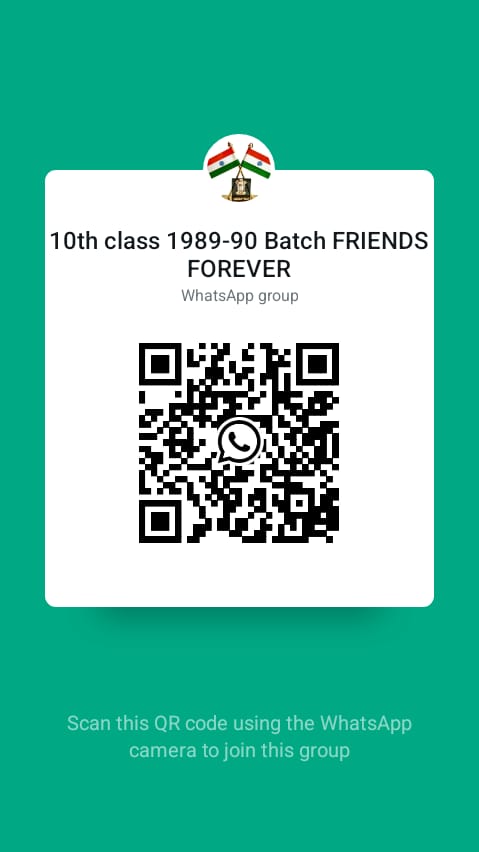 10th class 1989-90 Batch FRIENDS
FOREVER
WhatsApp group
Scan this QR code using the WhatsApp
camera to join this group